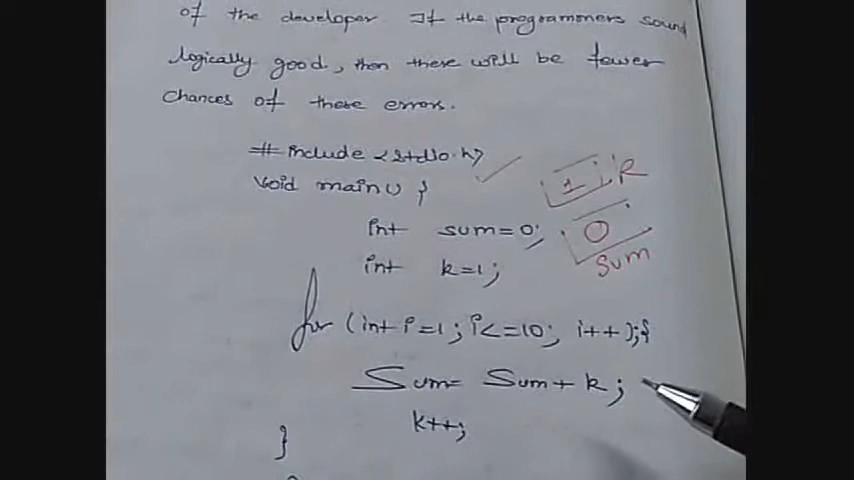 of the developer If the programmers sound
logically good, then there will be fewer
chances of these errors.
# include <stdio.h>
void main() {
1 ; k
int sum=0;
0
sum
int k=1;
for (int i=1; i<=10; i++);{
Sum= Sum+ k;
k++;
}